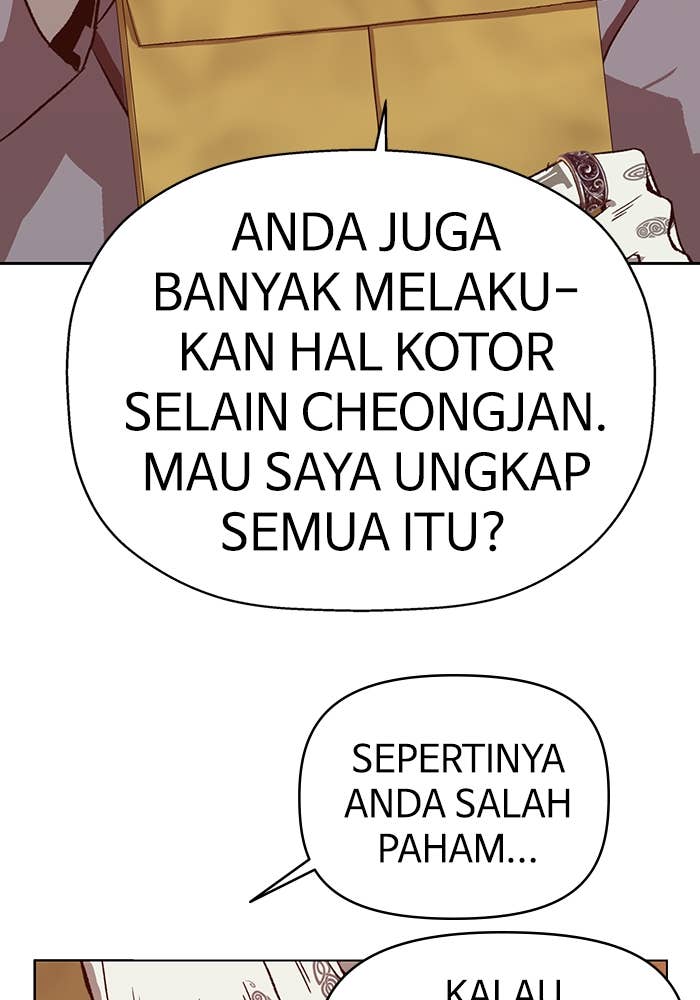 ANDA JUGA
BANYAK MELAKU-
KAN HAL KOTOR
SELAIN CHEONGJAN.
MAU SAYA UNGKAP
SEMUA ITU?
SEPERTINYA
ANDA SALAH
PAHAM...
KALAU